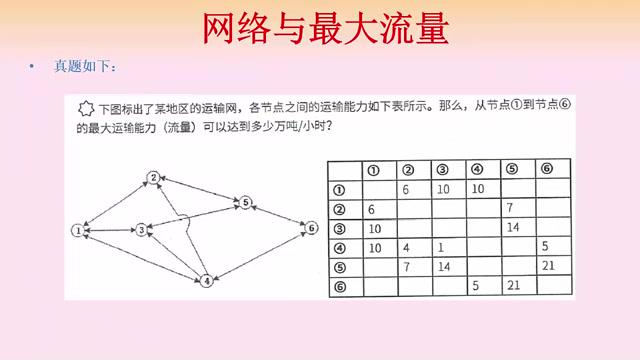 网络与最大流量
• 真题如下：
下图标出了某地区的运输网，各节点之间的运输能力如下表所示。那么，从节点①到节点⑥
的最大运输能力（流量）可以达到多少万吨/小时？
① ② ③ ④ ⑤ ⑥
① 6 10 10
② 6 7
③ 10 14
④ 10 4 1 5
⑤ 7 14 21
⑥ 5 21
2
5
1
3
6
4